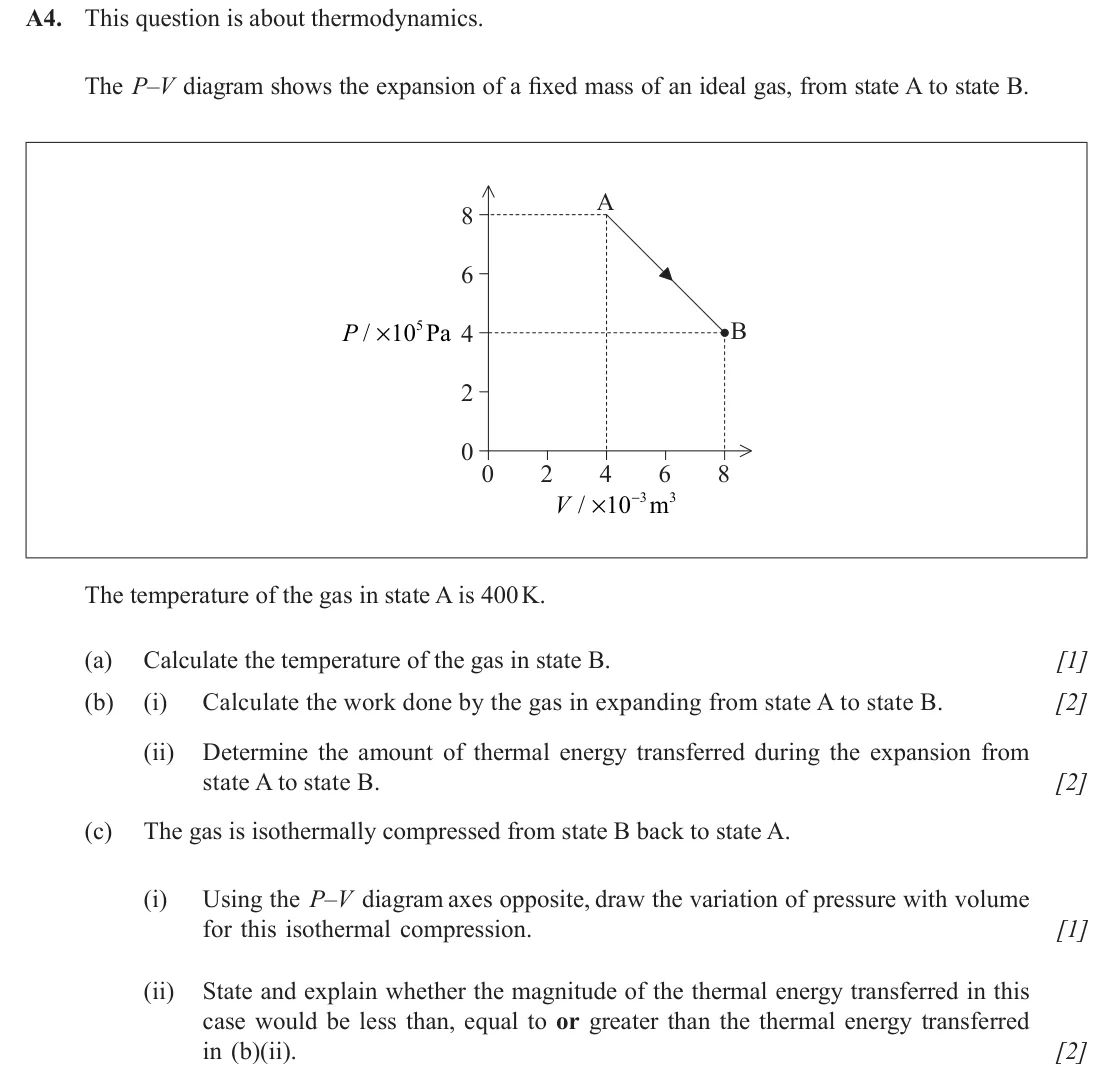 A4. This question is about thermodynamics.
The P–V diagram shows the expansion of a fixed mass of an ideal gas, from state A to state B.
A
8
6
P / ×10⁵ Pa 4
B
2
0
0 2 4 6 8
V / ×10⁻³ m³
The temperature of the gas in state A is 400 K.
(a) Calculate the temperature of the gas in state B. [1]
(b) (i) Calculate the work done by the gas in expanding from state A to state B. [2]
(ii) Determine the amount of thermal energy transferred during the expansion from
state A to state B. [2]
(c) The gas is isothermally compressed from state B back to state A.
(i) Using the P–V diagram axes opposite, draw the variation of pressure with volume
for this isothermal compression. [1]
(ii) State and explain whether the magnitude of the thermal energy transferred in this
case would be less than, equal to or greater than the thermal energy transferred
in (b)(ii). [2]